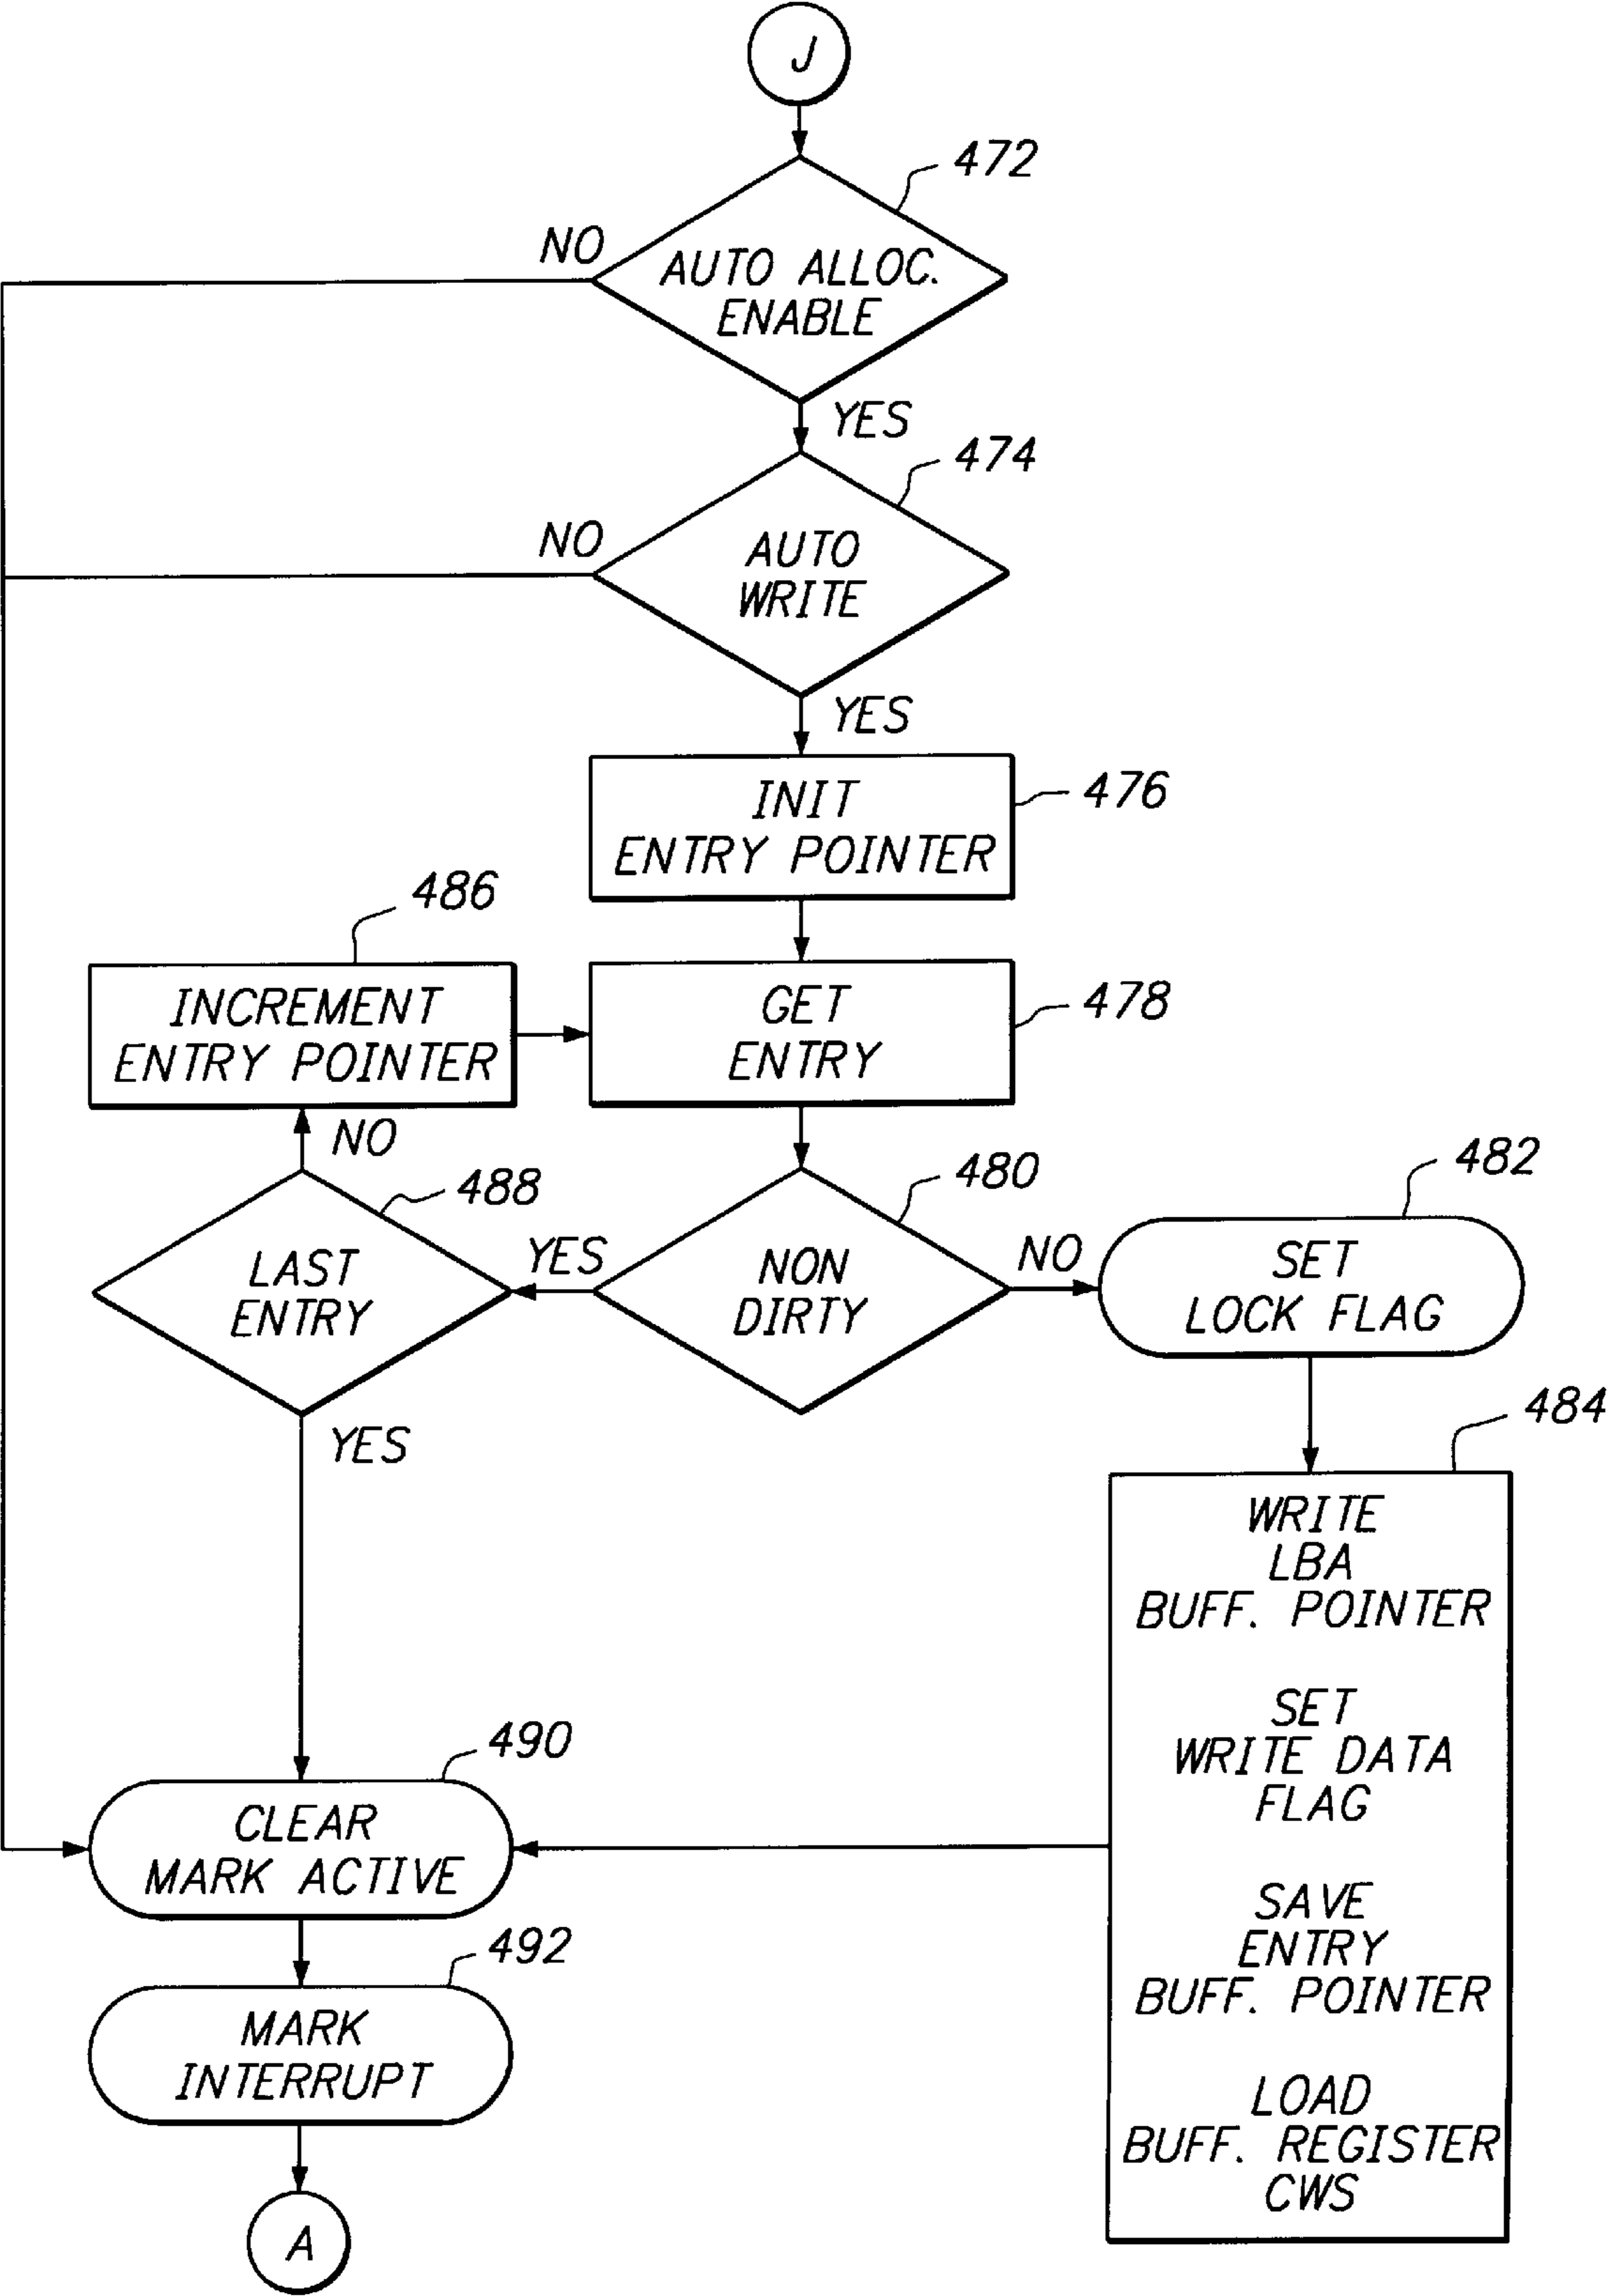 J
472
NO
AUTO ALLOC.
ENABLE
YES
474
NO
AUTO
WRITE
YES
INIT
ENTRY POINTER
476
486
INCREMENT
ENTRY POINTER
GET
ENTRY
478
NO
488
480
482
LAST
ENTRY
YES
NON
DIRTY
NO
SET
LOCK FLAG
YES
484
WRITE
LBA
BUFF. POINTER
SET
WRITE DATA
FLAG
SAVE
ENTRY
BUFF. POINTER
LOAD
BUFF. REGISTER
CWS
490
CLEAR
MARK ACTIVE
492
MARK
INTERRUPT
A